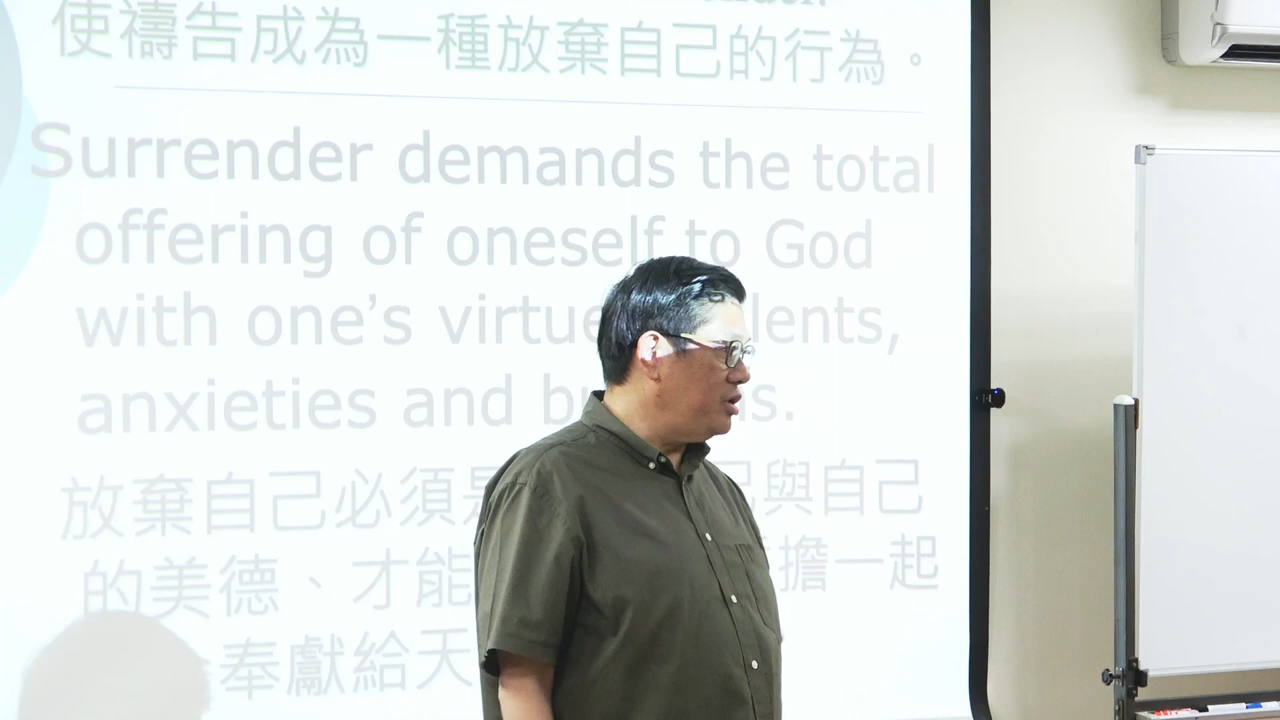 使禱告成為一種放棄自己的行為。
Surrender demands the total
offering of oneself to God
with one's
anxieties and
放棄自己必須 與自己
的美德、才能 擔一起
奉獻給天